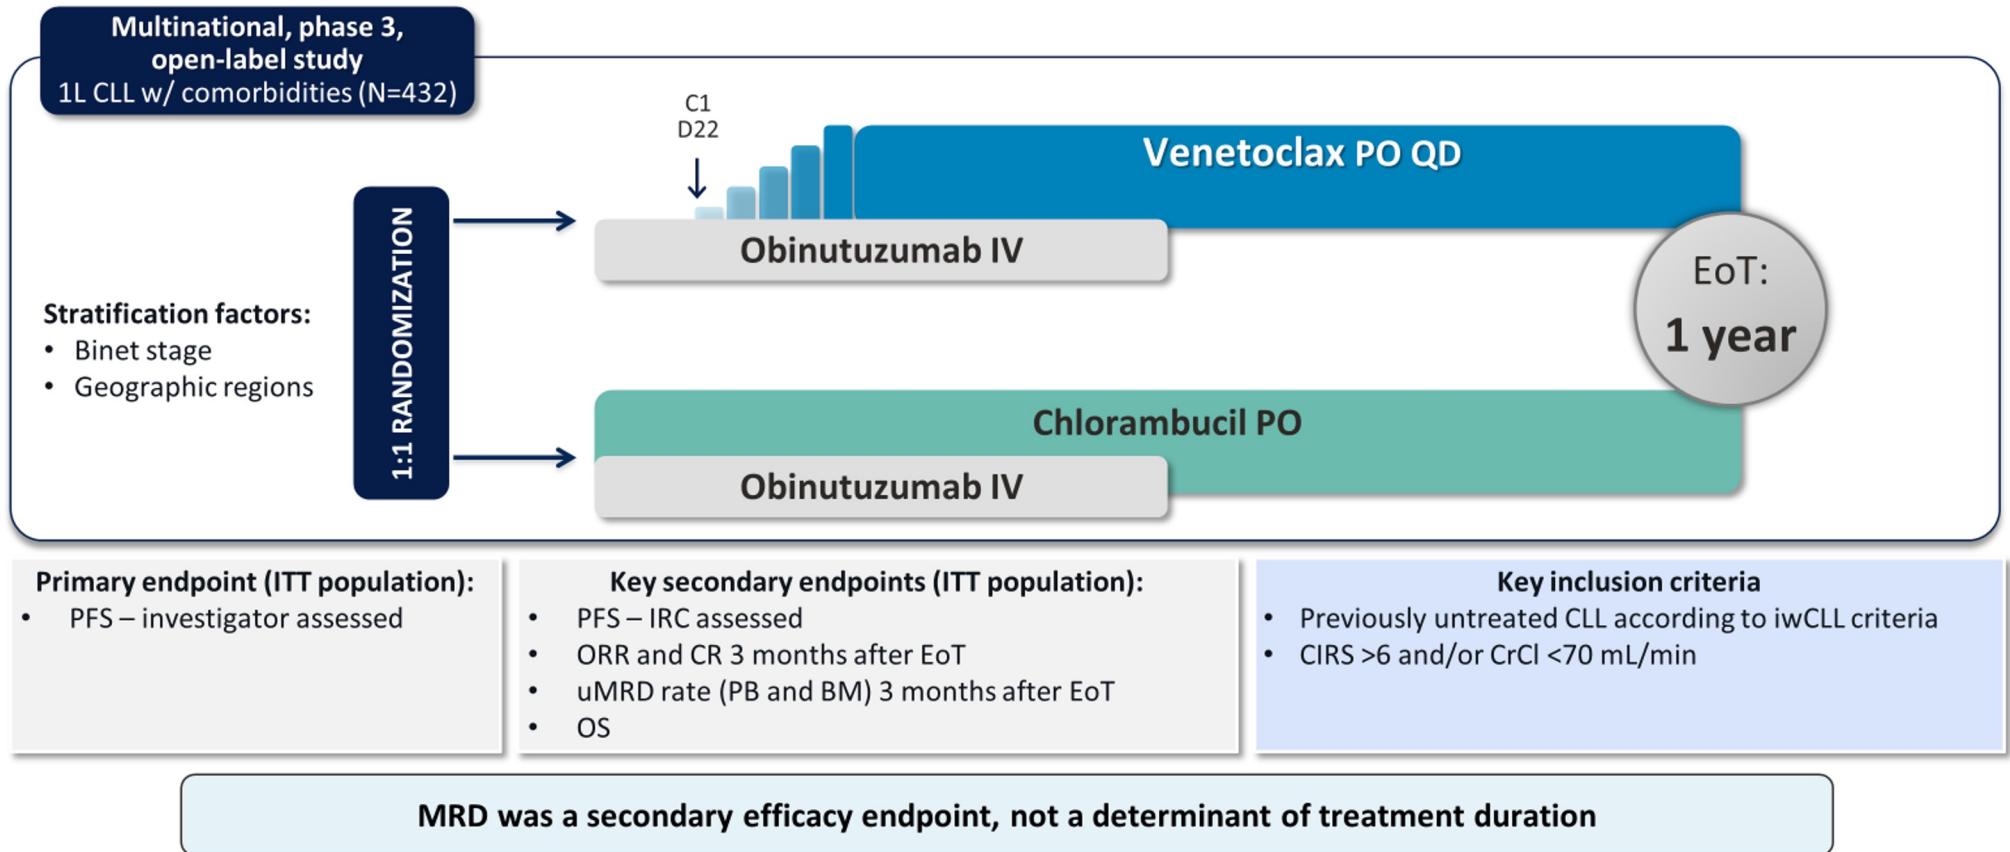 Multinational, phase 3,
open-label study
1L CLL w/ comorbidities (N=432)
C1
D22
Venetoclax PO QD
Obinutuzumab IV
1:1 RANDOMIZATION
Stratification factors:
• Binet stage
• Geographic regions
EoT:
1 year
Chlorambucil PO
Obinutuzumab IV
Primary endpoint (ITT population):
• PFS – investigator assessed
Key secondary endpoints (ITT population):
• PFS – IRC assessed
• ORR and CR 3 months after EoT
• uMRD rate (PB and BM) 3 months after EoT
• OS
Key inclusion criteria
• Previously untreated CLL according to iwCLL criteria
• CIRS >6 and/or CrCl <70 mL/min
MRD was a secondary efficacy endpoint, not a determinant of treatment duration